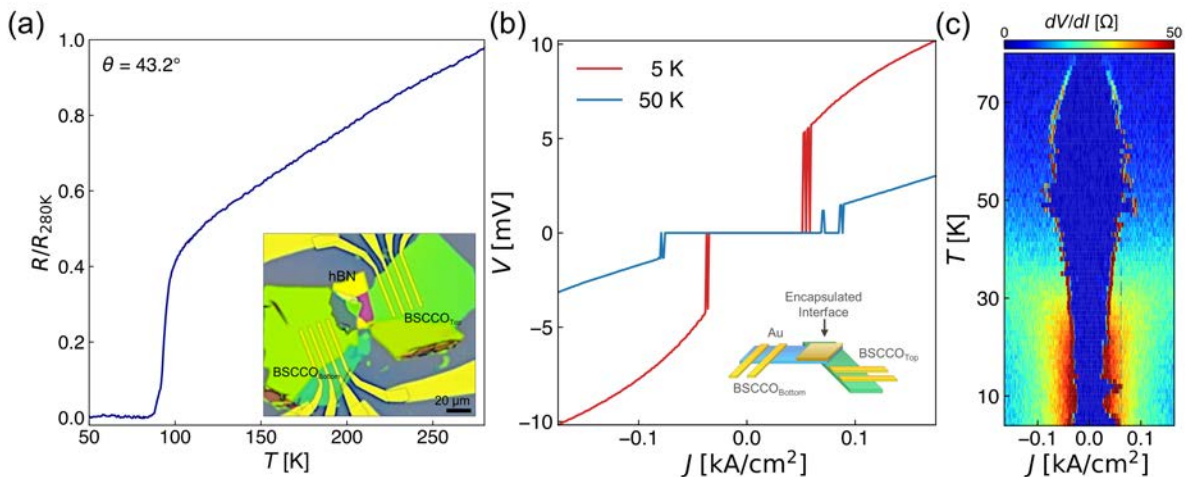 (a)
1.0
0.8
0.6
0.4
0.2
0.0
R/R280K
θ = 43.2°
hBN
BSCCOTop
BSCCOBottom
20 μm
50 100 150 200 250
T [K]
(b)
10
5
0
−5
−10
V [mV]
5 K
50 K
Encapsulated
Interface
Au
BSCCOTop
BSCCOBottom
−0.1 0.0 0.1
J [kA/cm²]
(c)
dV/dI [Ω]
0 50
70
50
30
10
T [K]
−0.1 0.0 0.1
J [kA/cm²]